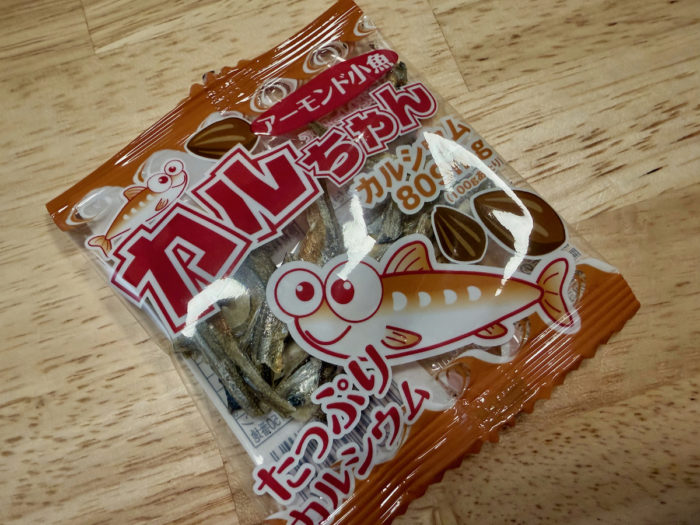 アーモンド小魚
カルちゃん
カルシウム
たっぷり
カルシウム